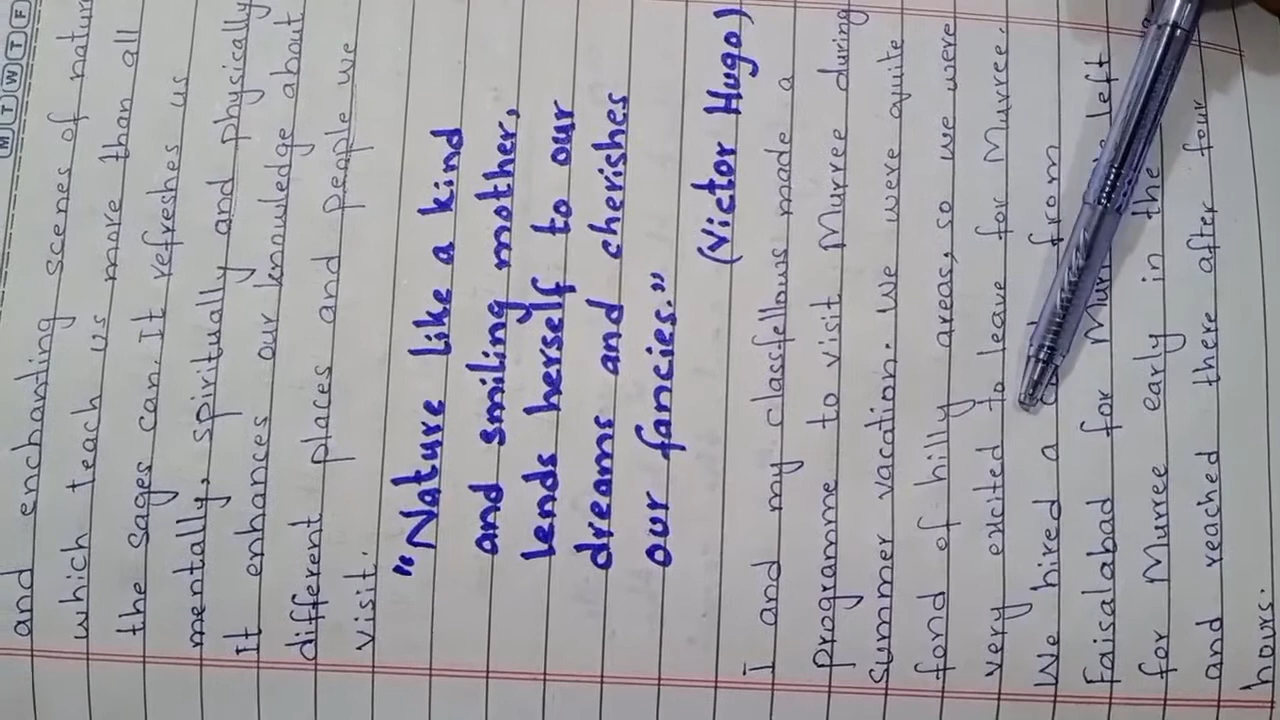 M T W T F
and enchanting scenes of nature
which teach us more than all
the sages can. It refreshes us
mentally, spiritually and physically
It enhances our knowledge about
different places and people we
visit.
"Nature like a kind
and smiling mother,
lends herself to our
dreams and cherishes
our fancies."
(Victor Hugo)
I and my classfellows made a
programme to visit Murree during
summer vacation. We were quite
fond of hilly areas, so we were
very excited to leave for Murree.
We hired a from
Faisalabad for left
for Murree early in the
and reached there after four
hours.